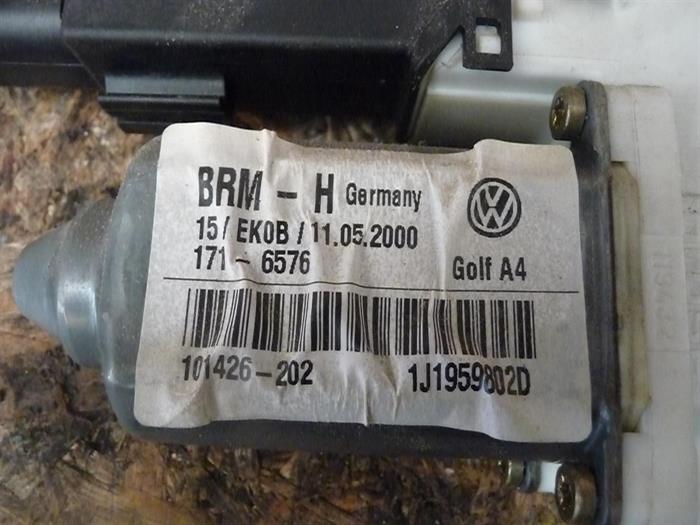 BRM - H Germany
15/ EK0B / 11.05.2000
171 - 6576
Golf A4
101426-202
1J1959802D